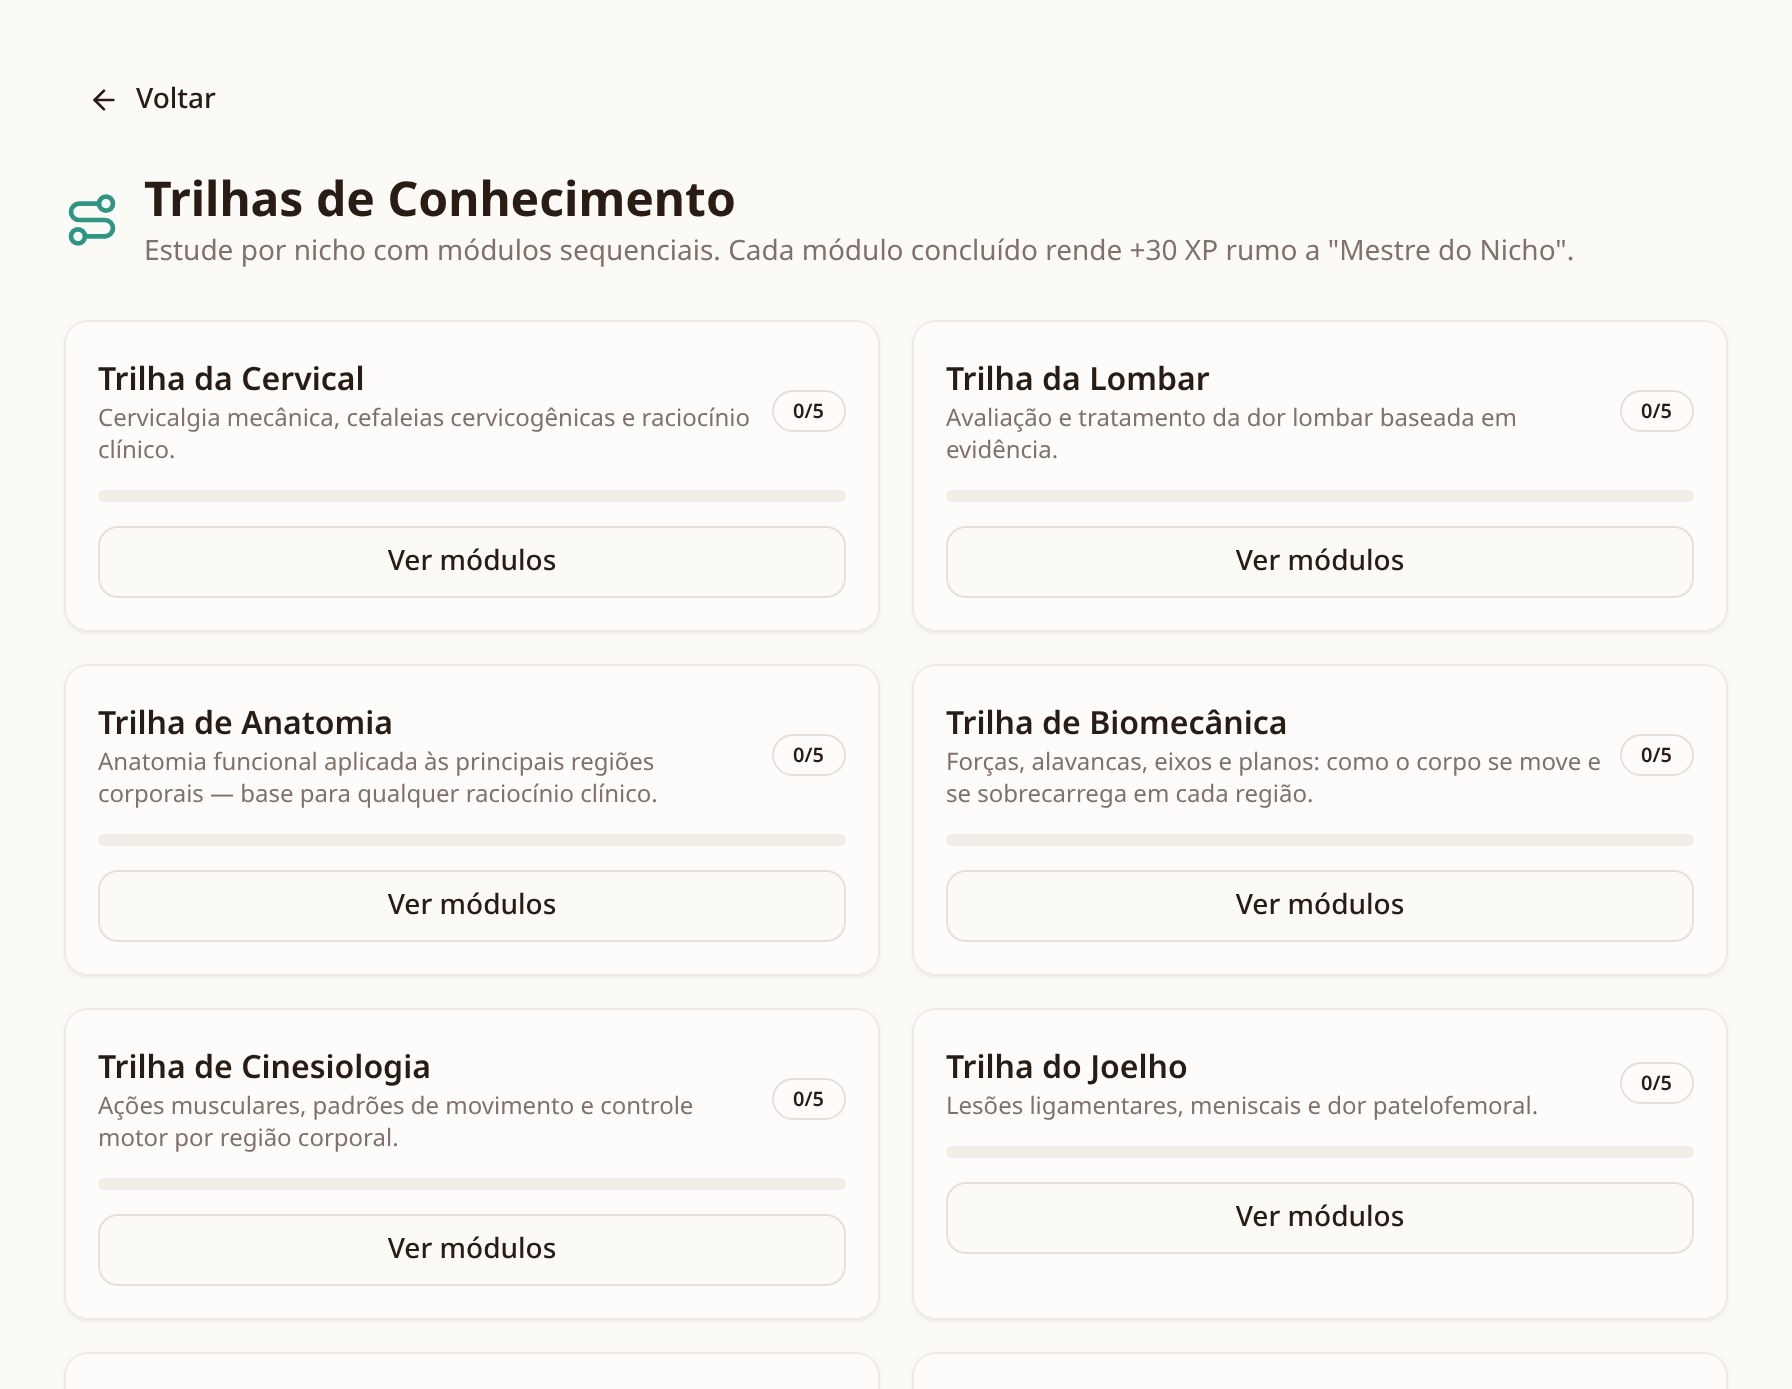 Voltar
Trilhas de Conhecimento
Estude por nicho com módulos sequenciais. Cada módulo concluído rende +30 XP rumo a "Mestre do Nicho".
Trilha da Cervical
Cervicalgia mecânica, cefaleias cervicogênicas e raciocínio
clínico.
0/5
Ver módulos
Trilha da Lombar
Avaliação e tratamento da dor lombar baseada em
evidência.
0/5
Ver módulos
Trilha de Anatomia
Anatomia funcional aplicada às principais regiões
corporais — base para qualquer raciocínio clínico.
0/5
Ver módulos
Trilha de Biomecânica
Forças, alavancas, eixos e planos: como o corpo se move e
se sobrecarrega em cada região.
0/5
Ver módulos
Trilha de Cinesiologia
Ações musculares, padrões de movimento e controle
motor por região corporal.
0/5
Ver módulos
Trilha do Joelho
Lesões ligamentares, meniscais e dor patelofemoral.
0/5
Ver módulos